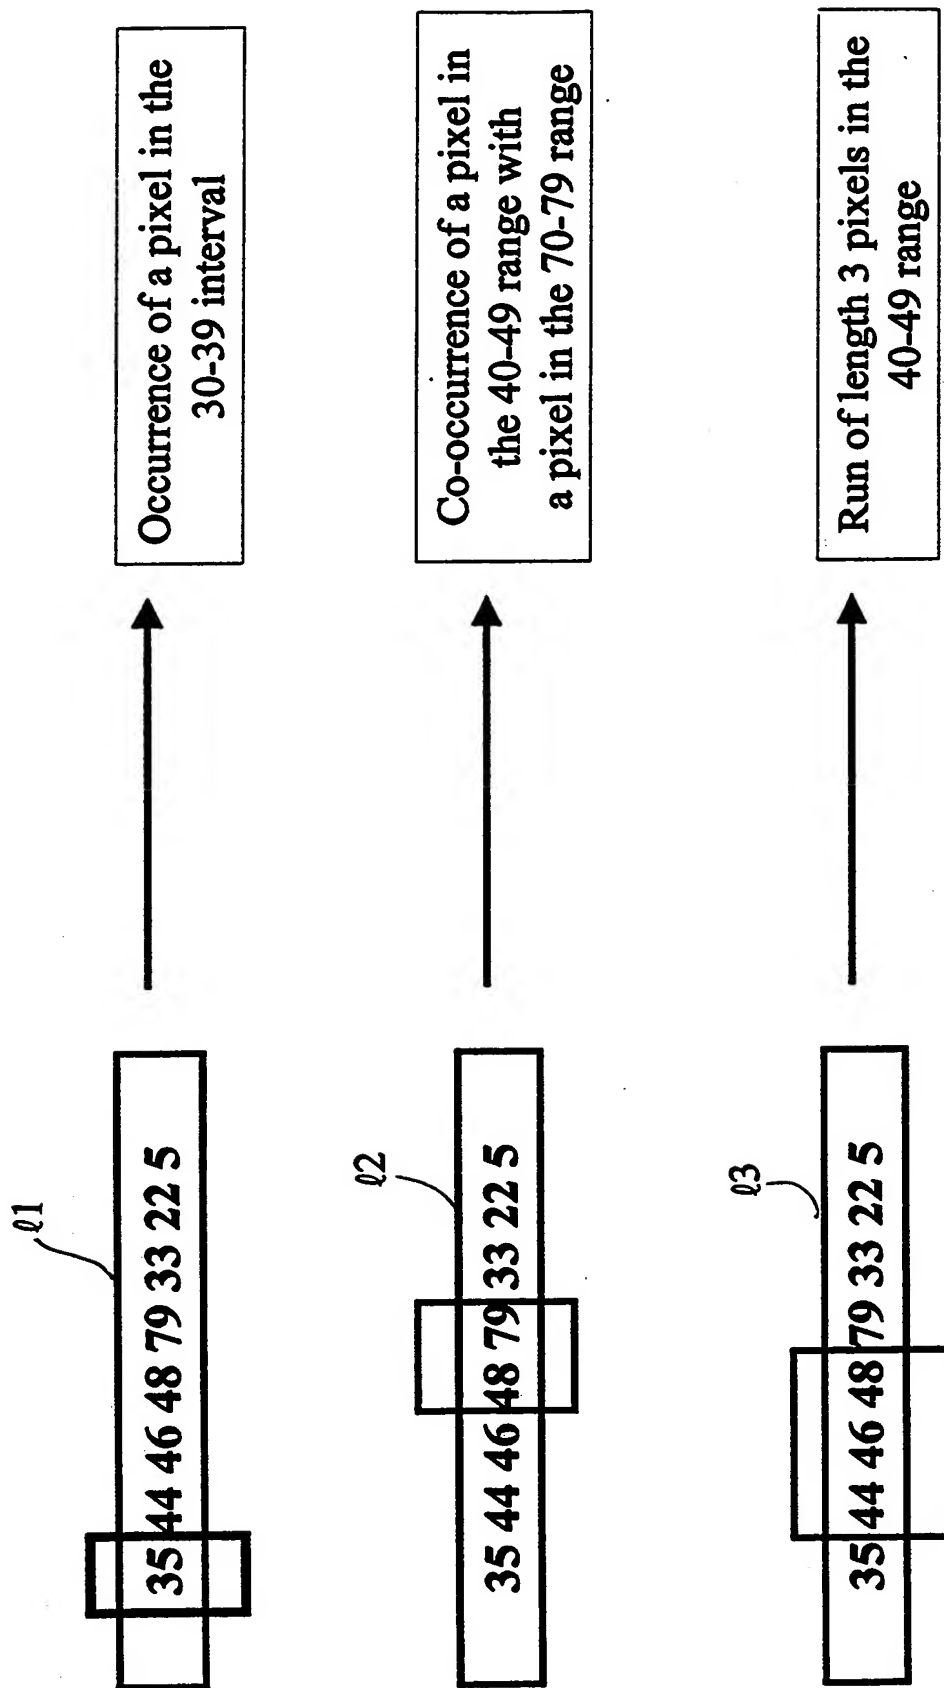 ℓ1
35 44 46 48 79 33 22 5
Occurrence of a pixel in the
30-39 interval
ℓ2
35 44 46 48 79 33 22 5
Co-occurrence of a pixel in
the 40-49 range with
a pixel in the 70-79 range
ℓ3
35 44 46 48 79 33 22 5
Run of length 3 pixels in the
40-49 range